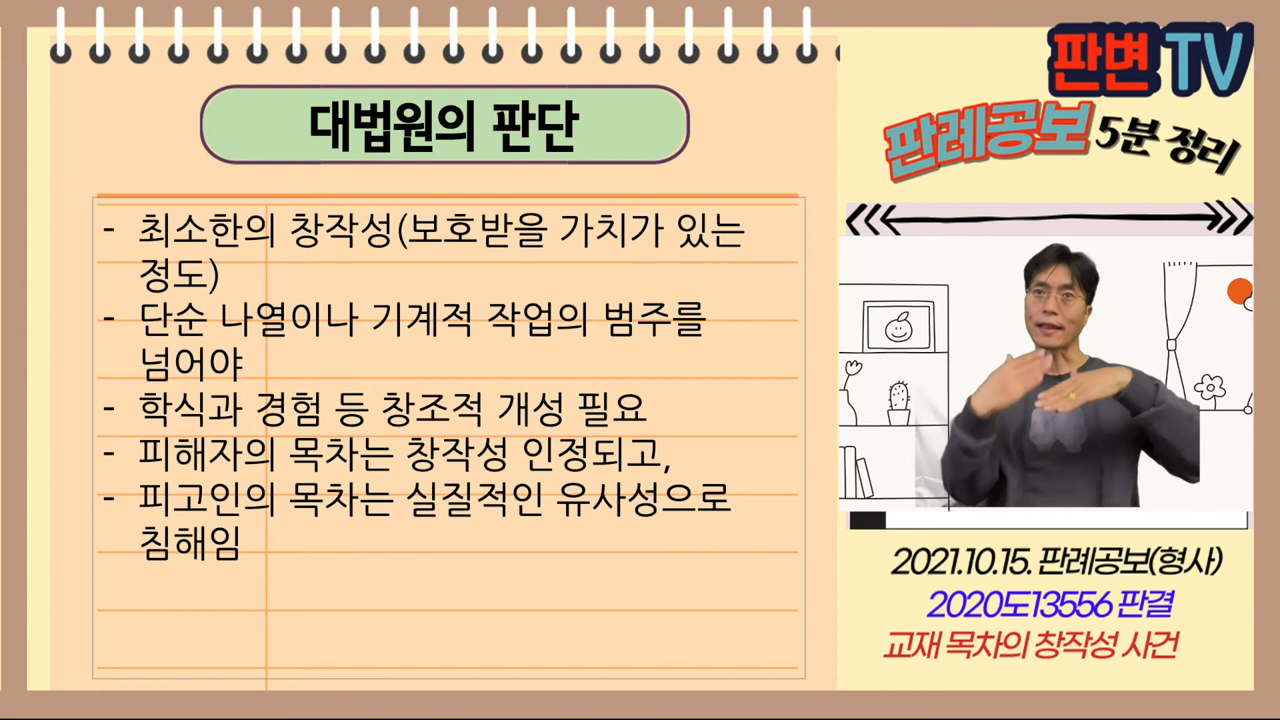 대법원의 판단
- 최소한의 창작성(보호받을 가치가 있는
정도)
- 단순 나열이나 기계적 작업의 범주를
넘어야
- 학식과 경험 등 창조적 개성 필요
- 피해자의 목차는 창작성 인정되고,
- 피고인의 목차는 실질적인 유사성으로
침해임
판변 TV
판례공보 5분 정리
2021.10.15. 판례공보(형사)
2020도13556 판결
교재 목차의 창작성 사건